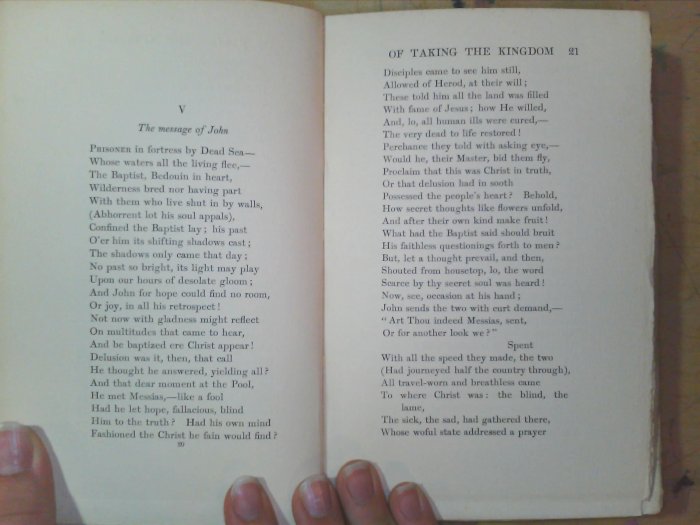 V
The message of John
PRISONER in fortress by Dead Sea—
Whose waters all the living flee,—
The Baptist, Bedouin in heart,
Wilderness bred nor having part
With them who live shut in by walls,
(Abhorrent lot his soul appals),
Confined the Baptist lay; his past
O'er him its shifting shadows cast;
The shadows only came that day;
No past so bright, its light may play
Upon our hours of desolate gloom;
And John for hope could find no room,
Or joy, in all his retrospect!
Not now with gladness might reflect
On multitudes that came to hear,
And be baptized ere Christ appear!
Delusion was it, then, that call
He thought he answered, yielding all?
And that dear moment at the Pool,
He met Messias,—like a fool
Had he let hope, fallacious, blind
Him to the truth? Had his own mind
Fashioned the Christ he fain would find?
20
OF TAKING THE KINGDOM 21
Disciples came to see him still,
Allowed of Herod, at their will;
These told him all the land was filled
With fame of Jesus; how He willed,
And, lo, all human ills were cured,—
The very dead to life restored!
Perchance they told with asking eye,—
Would he, their Master, bid them fly,
Proclaim that this was Christ in truth,
Or that delusion had in sooth
Possessed the people's heart? Behold,
How secret thoughts like flowers unfold,
And after their own kind make fruit!
What had the Baptist said should bruit
His faithless questionings forth to men?
But, let a thought prevail, and then,
Shouted from housetop, lo, the word
Scarce by thy secret soul was heard!
Now, see, occasion at his hand;
John sends the two with curt demand,—
"Art Thou indeed Messias, sent,
Or for another look we?"
Spent
With all the speed they made, the two
(Had journeyed half the country through),
All travel-worn and breathless came
To where Christ was: the blind, the
lame,
The sick, the sad, had gathered there,
Whose woful state addressed a prayer